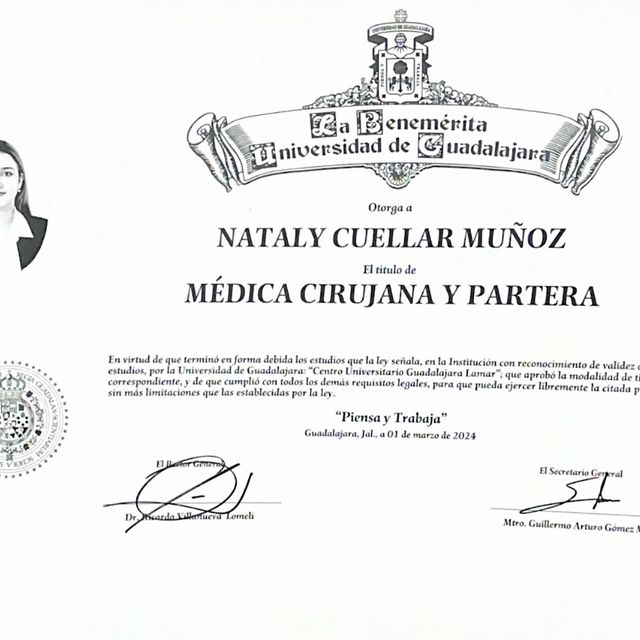 UNIVERSIDAD DE GUADALAJARA
PIENSA Y TRABAJA
La Benemérita
Universidad de Guadalajara
Otorga a
NATALY CUELLAR MUÑOZ
El título de
MÉDICA CIRUJANA Y PARTERA
En virtud de que terminó en forma debida los estudios que la ley señala, en la Institución con reconocimiento de validez
estudios, por la Universidad de Guadalajara: "Centro Universitario Guadalajara Lamar"; que aprobó la modalidad de
correspondiente, y de que cumplió con todos los demás requisitos legales, para que pueda ejercer libremente la citada
sin más limitaciones que las establecidas por la ley.
"Piensa y Trabaja"
Guadalajara, Jal., a 01 de marzo de 2024
El Rector General
Dr. Ricardo Villanueva Lomelí
El Secretario General
Mtro. Guillermo Arturo Gómez